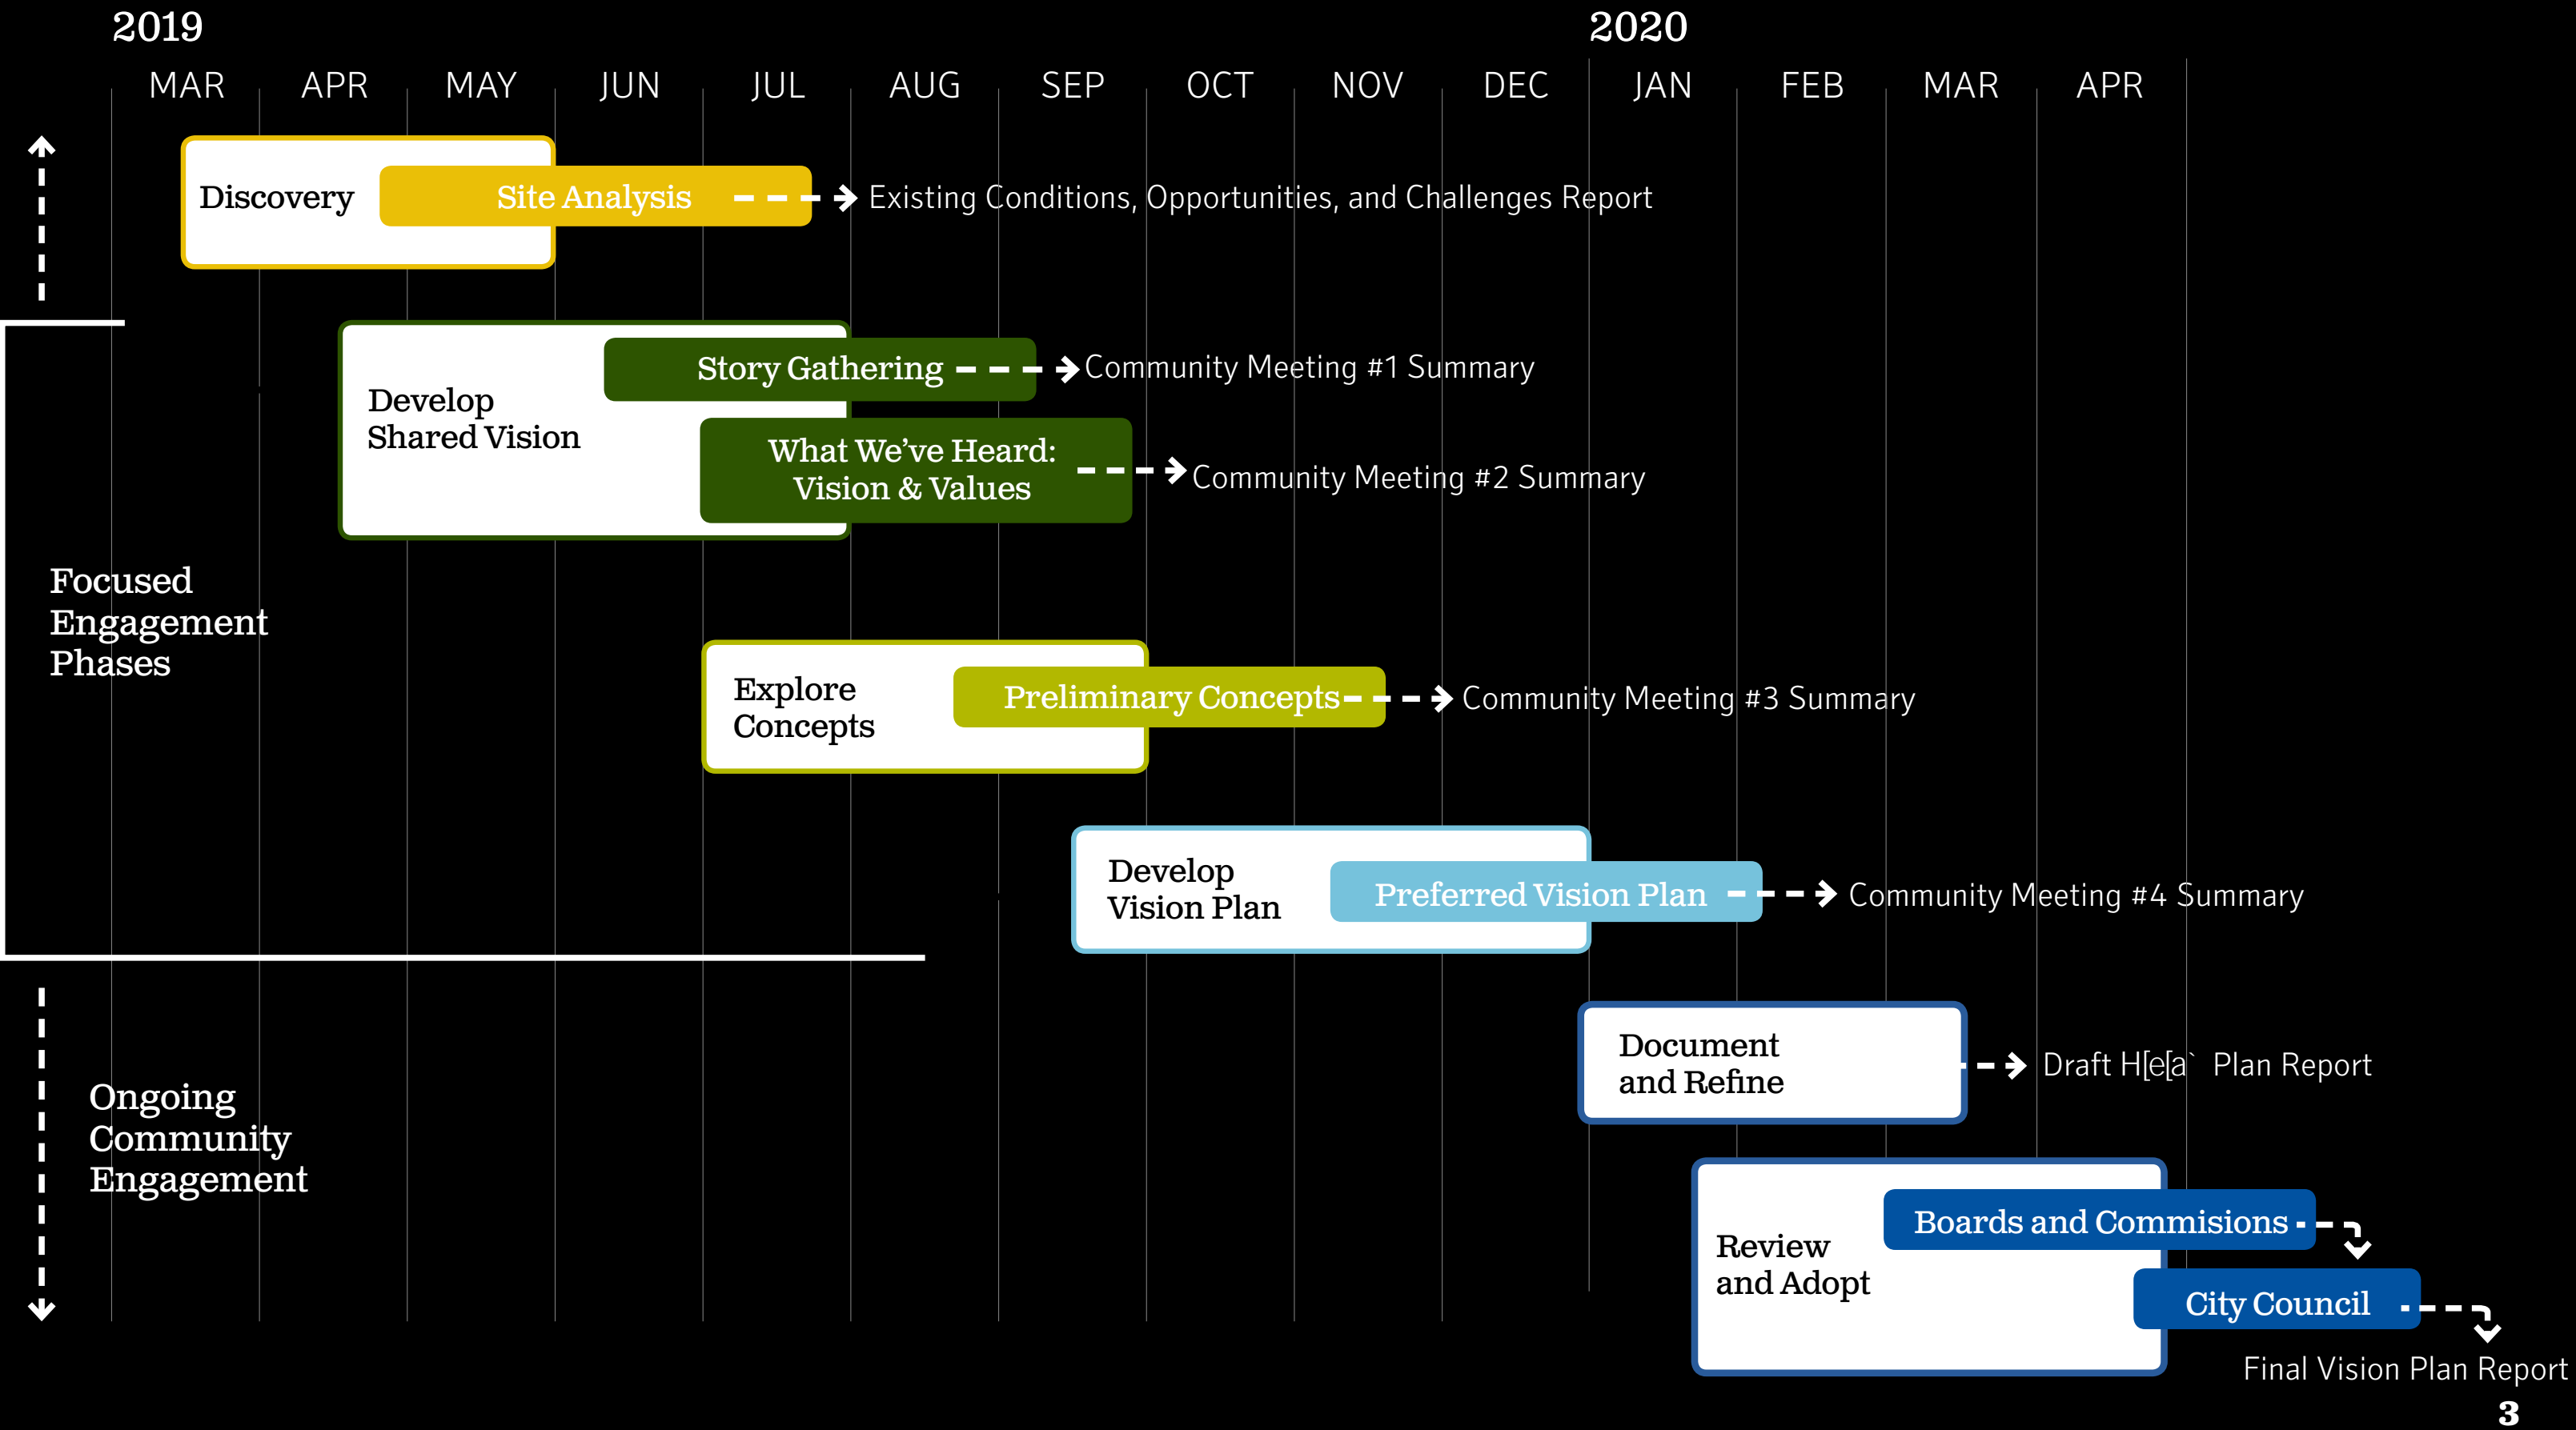 2019
2020
MAR APR MAY JUN JUL AUG SEP OCT NOV DEC JAN FEB MAR APR
Discovery
Site Analysis
Existing Conditions, Opportunities, and Challenges Report
Develop
Shared Vision
Story Gathering
Community Meeting #1 Summary
What We’ve Heard:
Vision & Values
Community Meeting #2 Summary
Focused
Engagement
Phases
Explore
Concepts
Preliminary Concepts
Community Meeting #3 Summary
Develop
Vision Plan
Preferred Vision Plan
Community Meeting #4 Summary
Document
and Refine
Draft H[e[a` Plan Report
Ongoing
Community
Engagement
Review
and Adopt
Boards and Commisions
City Council
Final Vision Plan Report
3